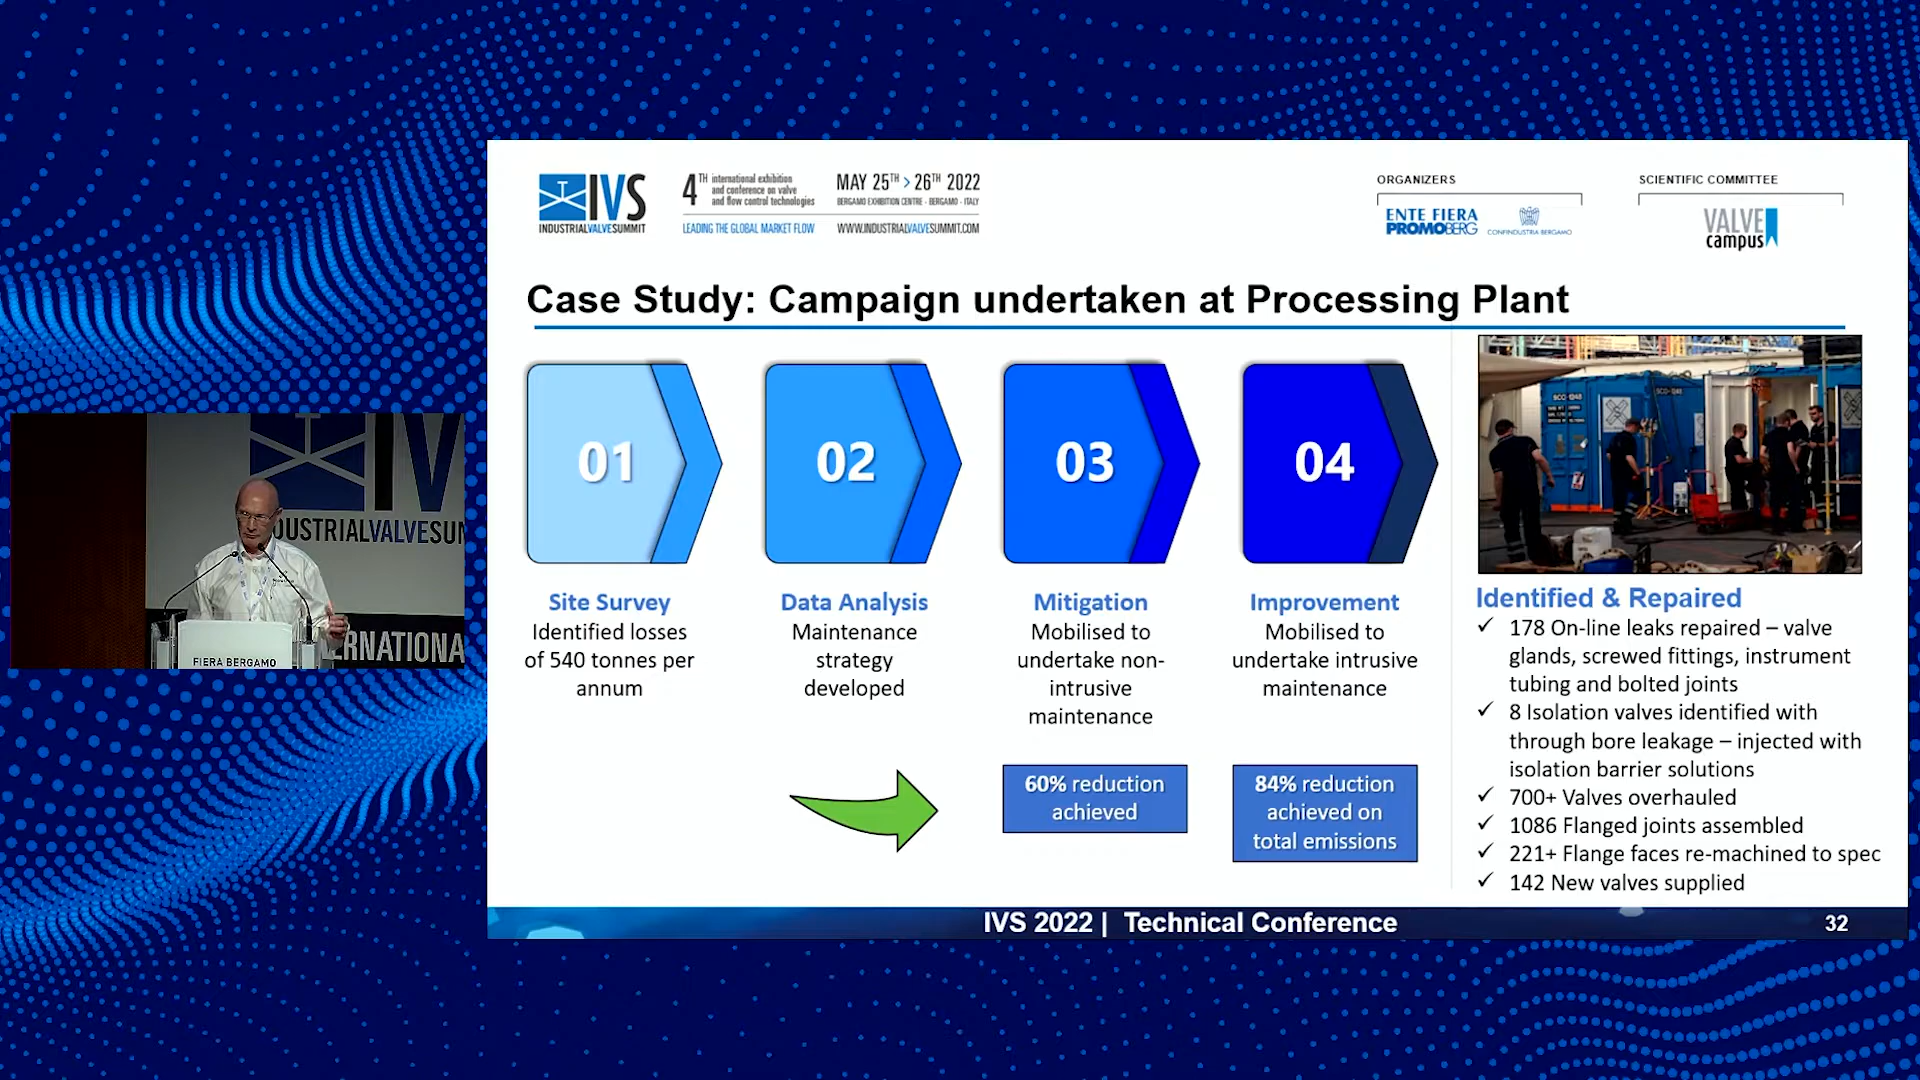 IVS
INDUSTRIALVALVESUMMIT
4TH international exhibition
and conference on valve
and flow control technologies
LEADING THE GLOBAL MARKET FLOW
MAY 25TH > 26TH 2022
BERGAMO EXHIBITION CENTRE - BERGAMO - ITALY
WWW.INDUSTRIALVALVESUMMIT.COM
ORGANIZERS
ENTE FIERA
PROMOBERG
CONFINDUSTRIA BERGAMO
SCIENTIFIC COMMITTEE
VALVE
campus
Case Study: Campaign undertaken at Processing Plant
01
02
03
04
Site Survey
Identified losses
of 540 tonnes per
annum
Data Analysis
Maintenance
strategy
developed
Mitigation
Mobilised to
undertake non-
intrusive
maintenance
60% reduction
achieved
Improvement
Mobilised to
undertake intrusive
maintenance
84% reduction
achieved on
total emissions
Identified & Repaired
✓ 178 On-line leaks repaired – valve
glands, screwed fittings, instrument
tubing and bolted joints
✓ 8 Isolation valves identified with
through bore leakage – injected with
isolation barrier solutions
✓ 700+ Valves overhauled
✓ 1086 Flanged joints assembled
✓ 221+ Flange faces re-machined to spec
✓ 142 New valves supplied
IVS 2022 | Technical Conference
32
IV
DUSTRIALVALVESU
ERNATIONA
FIERA BERGAMO